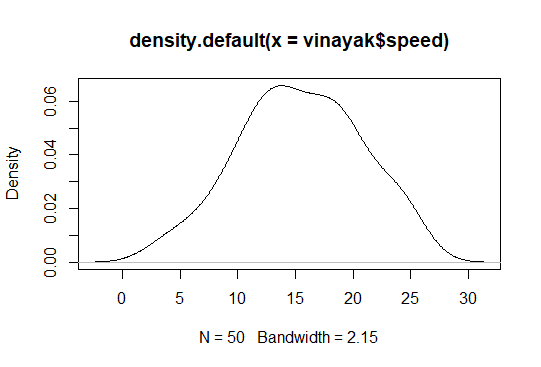 density.default(x = vinayak$speed)
Density
0.06
0.04
0.02
0.00
0 5 10 15 20 25 30
N = 50 Bandwidth = 2.15